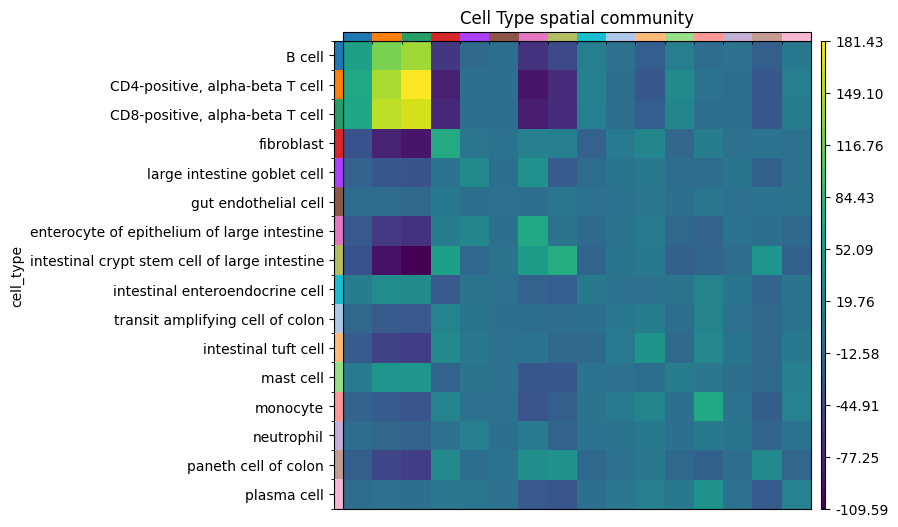 Cell Type spatial community
cell_type
B cell
CD4-positive, alpha-beta T cell
CD8-positive, alpha-beta T cell
fibroblast
large intestine goblet cell
gut endothelial cell
enterocyte of epithelium of large intestine
intestinal crypt stem cell of large intestine
intestinal enteroendocrine cell
transit amplifying cell of colon
intestinal tuft cell
mast cell
monocyte
neutrophil
paneth cell of colon
plasma cell
181.43
149.10
116.76
84.43
52.09
19.76
-12.58
-44.91
-77.25
-109.59